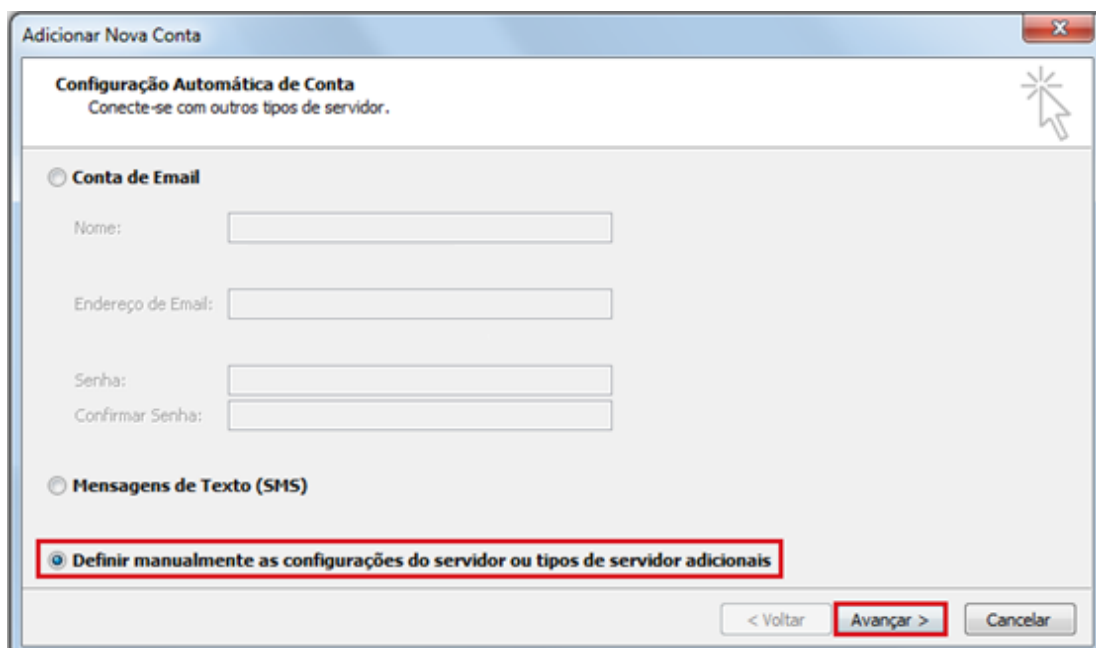 Adicionar Nova Conta
Configuração Automática de Conta
Conecte-se com outros tipos de servidor.
Conta de Email
Nome:
Endereço de Email:
Senha:
Confirmar Senha:
Mensagens de Texto (SMS)
Definir manualmente as configurações do servidor ou tipos de servidor adicionais
< Voltar Avançar > Cancelar